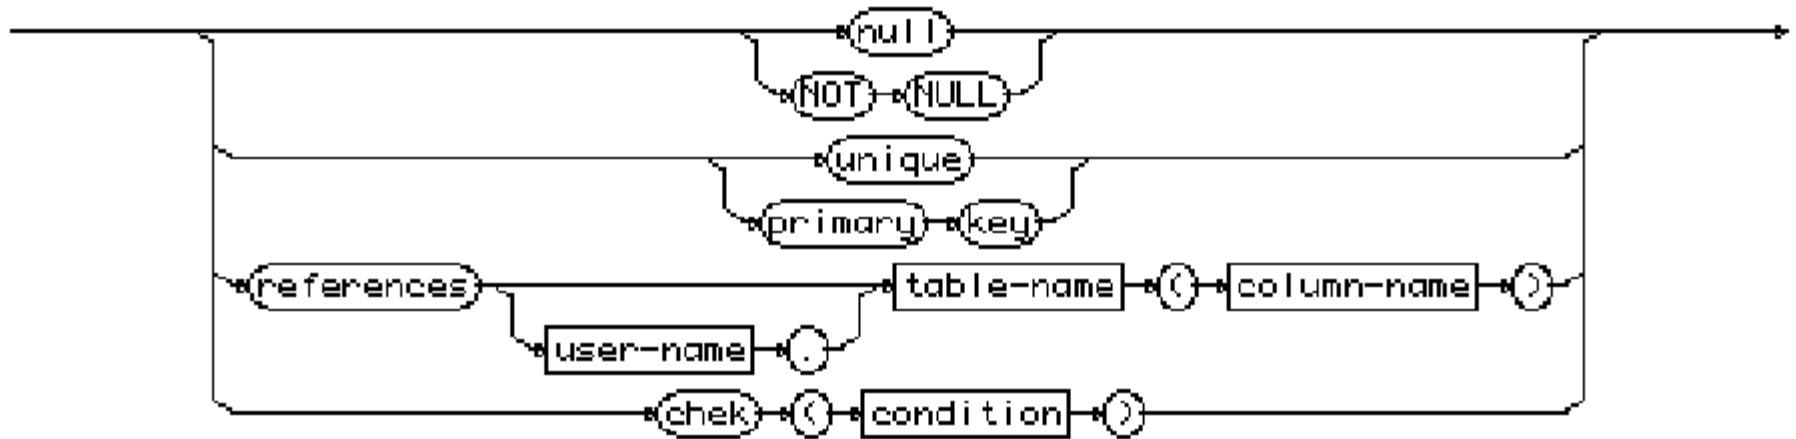 null
NOT NULL
unique
primary key
references table-name ( column-name )
user-name .
chek ( condition )